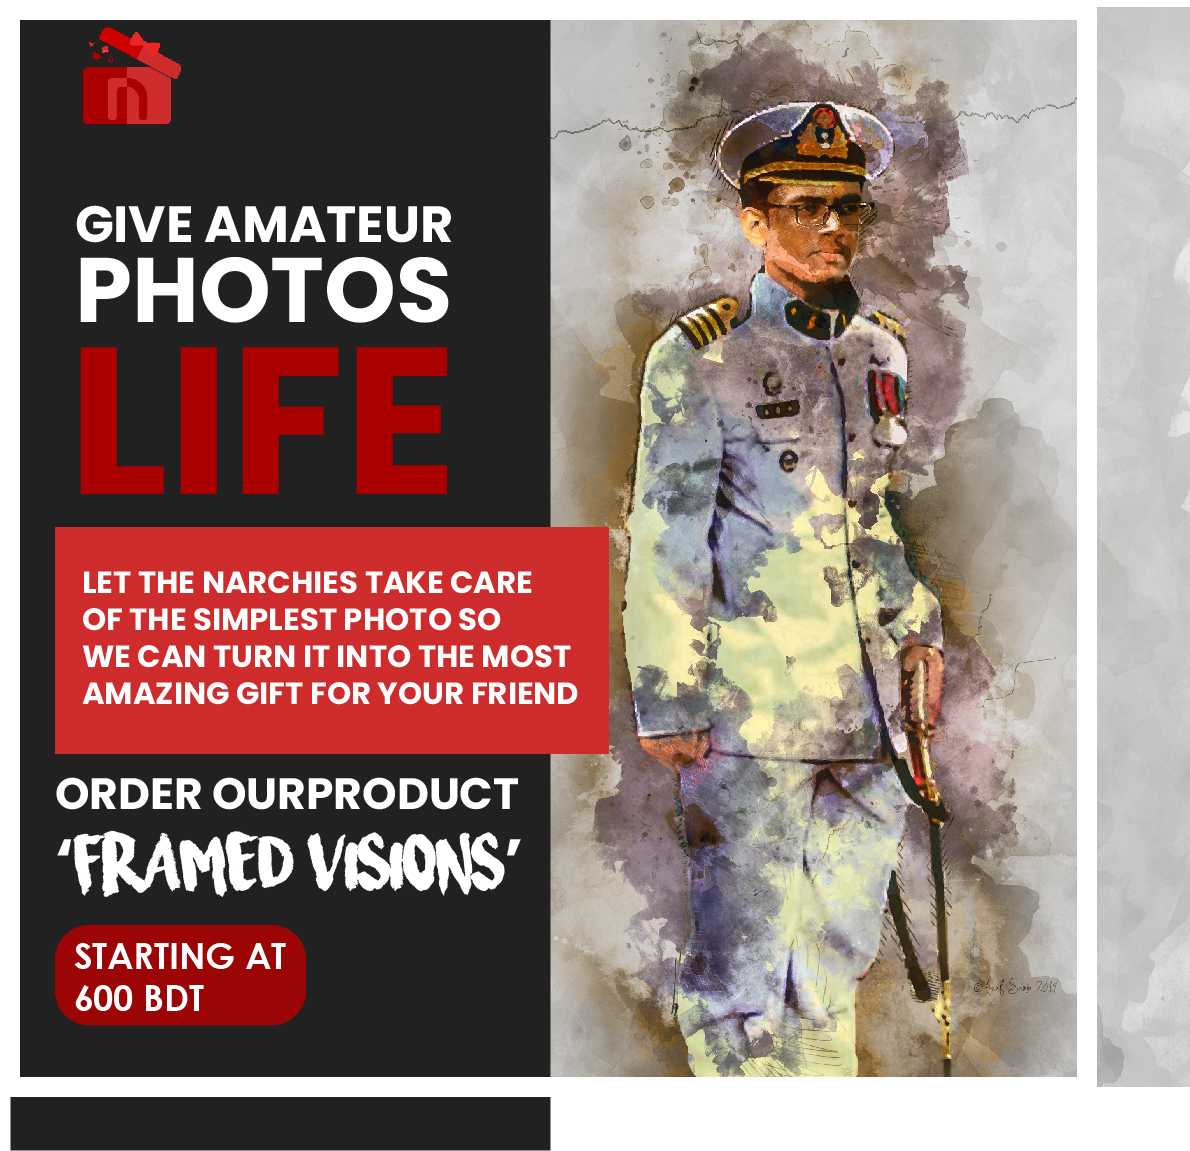 GIVE AMATEUR
PHOTOS
LIFE
LET THE NARCHIES TAKE CARE
OF THE SIMPLEST PHOTO SO
WE CAN TURN IT INTO THE MOST
AMAZING GIFT FOR YOUR FRIEND
ORDER OURPRODUCT
‘FRAMED VISIONS’
STARTING AT
600 BDT